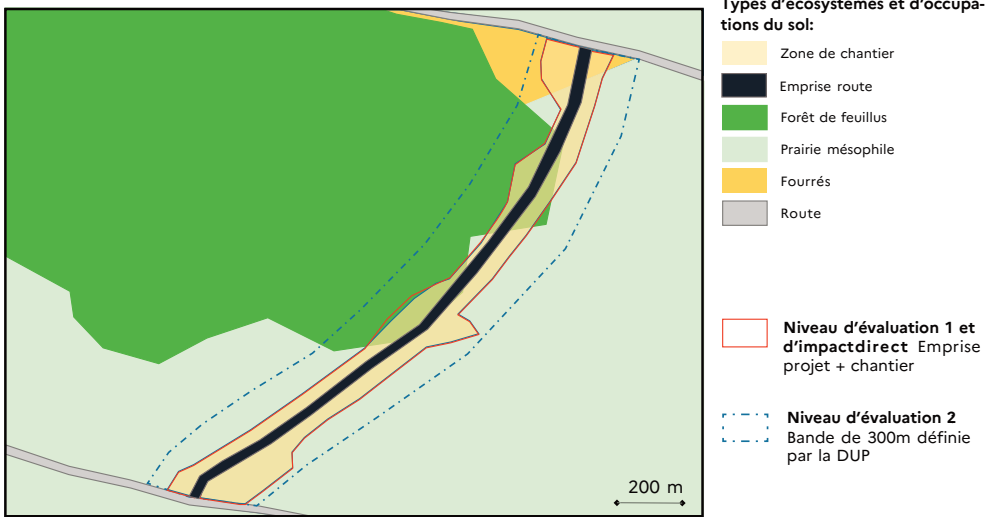 Types d'écosystèmes et d'occupa-
tions du sol:
Zone de chantier
Emprise route
Forêt de feuillus
Prairie mésophile
Fourrés
Route
Niveau d'évaluation 1 et
d'impactdirect Emprise
projet + chantier
Niveau d'évaluation 2
Bande de 300m définie
par la DUP
200 m